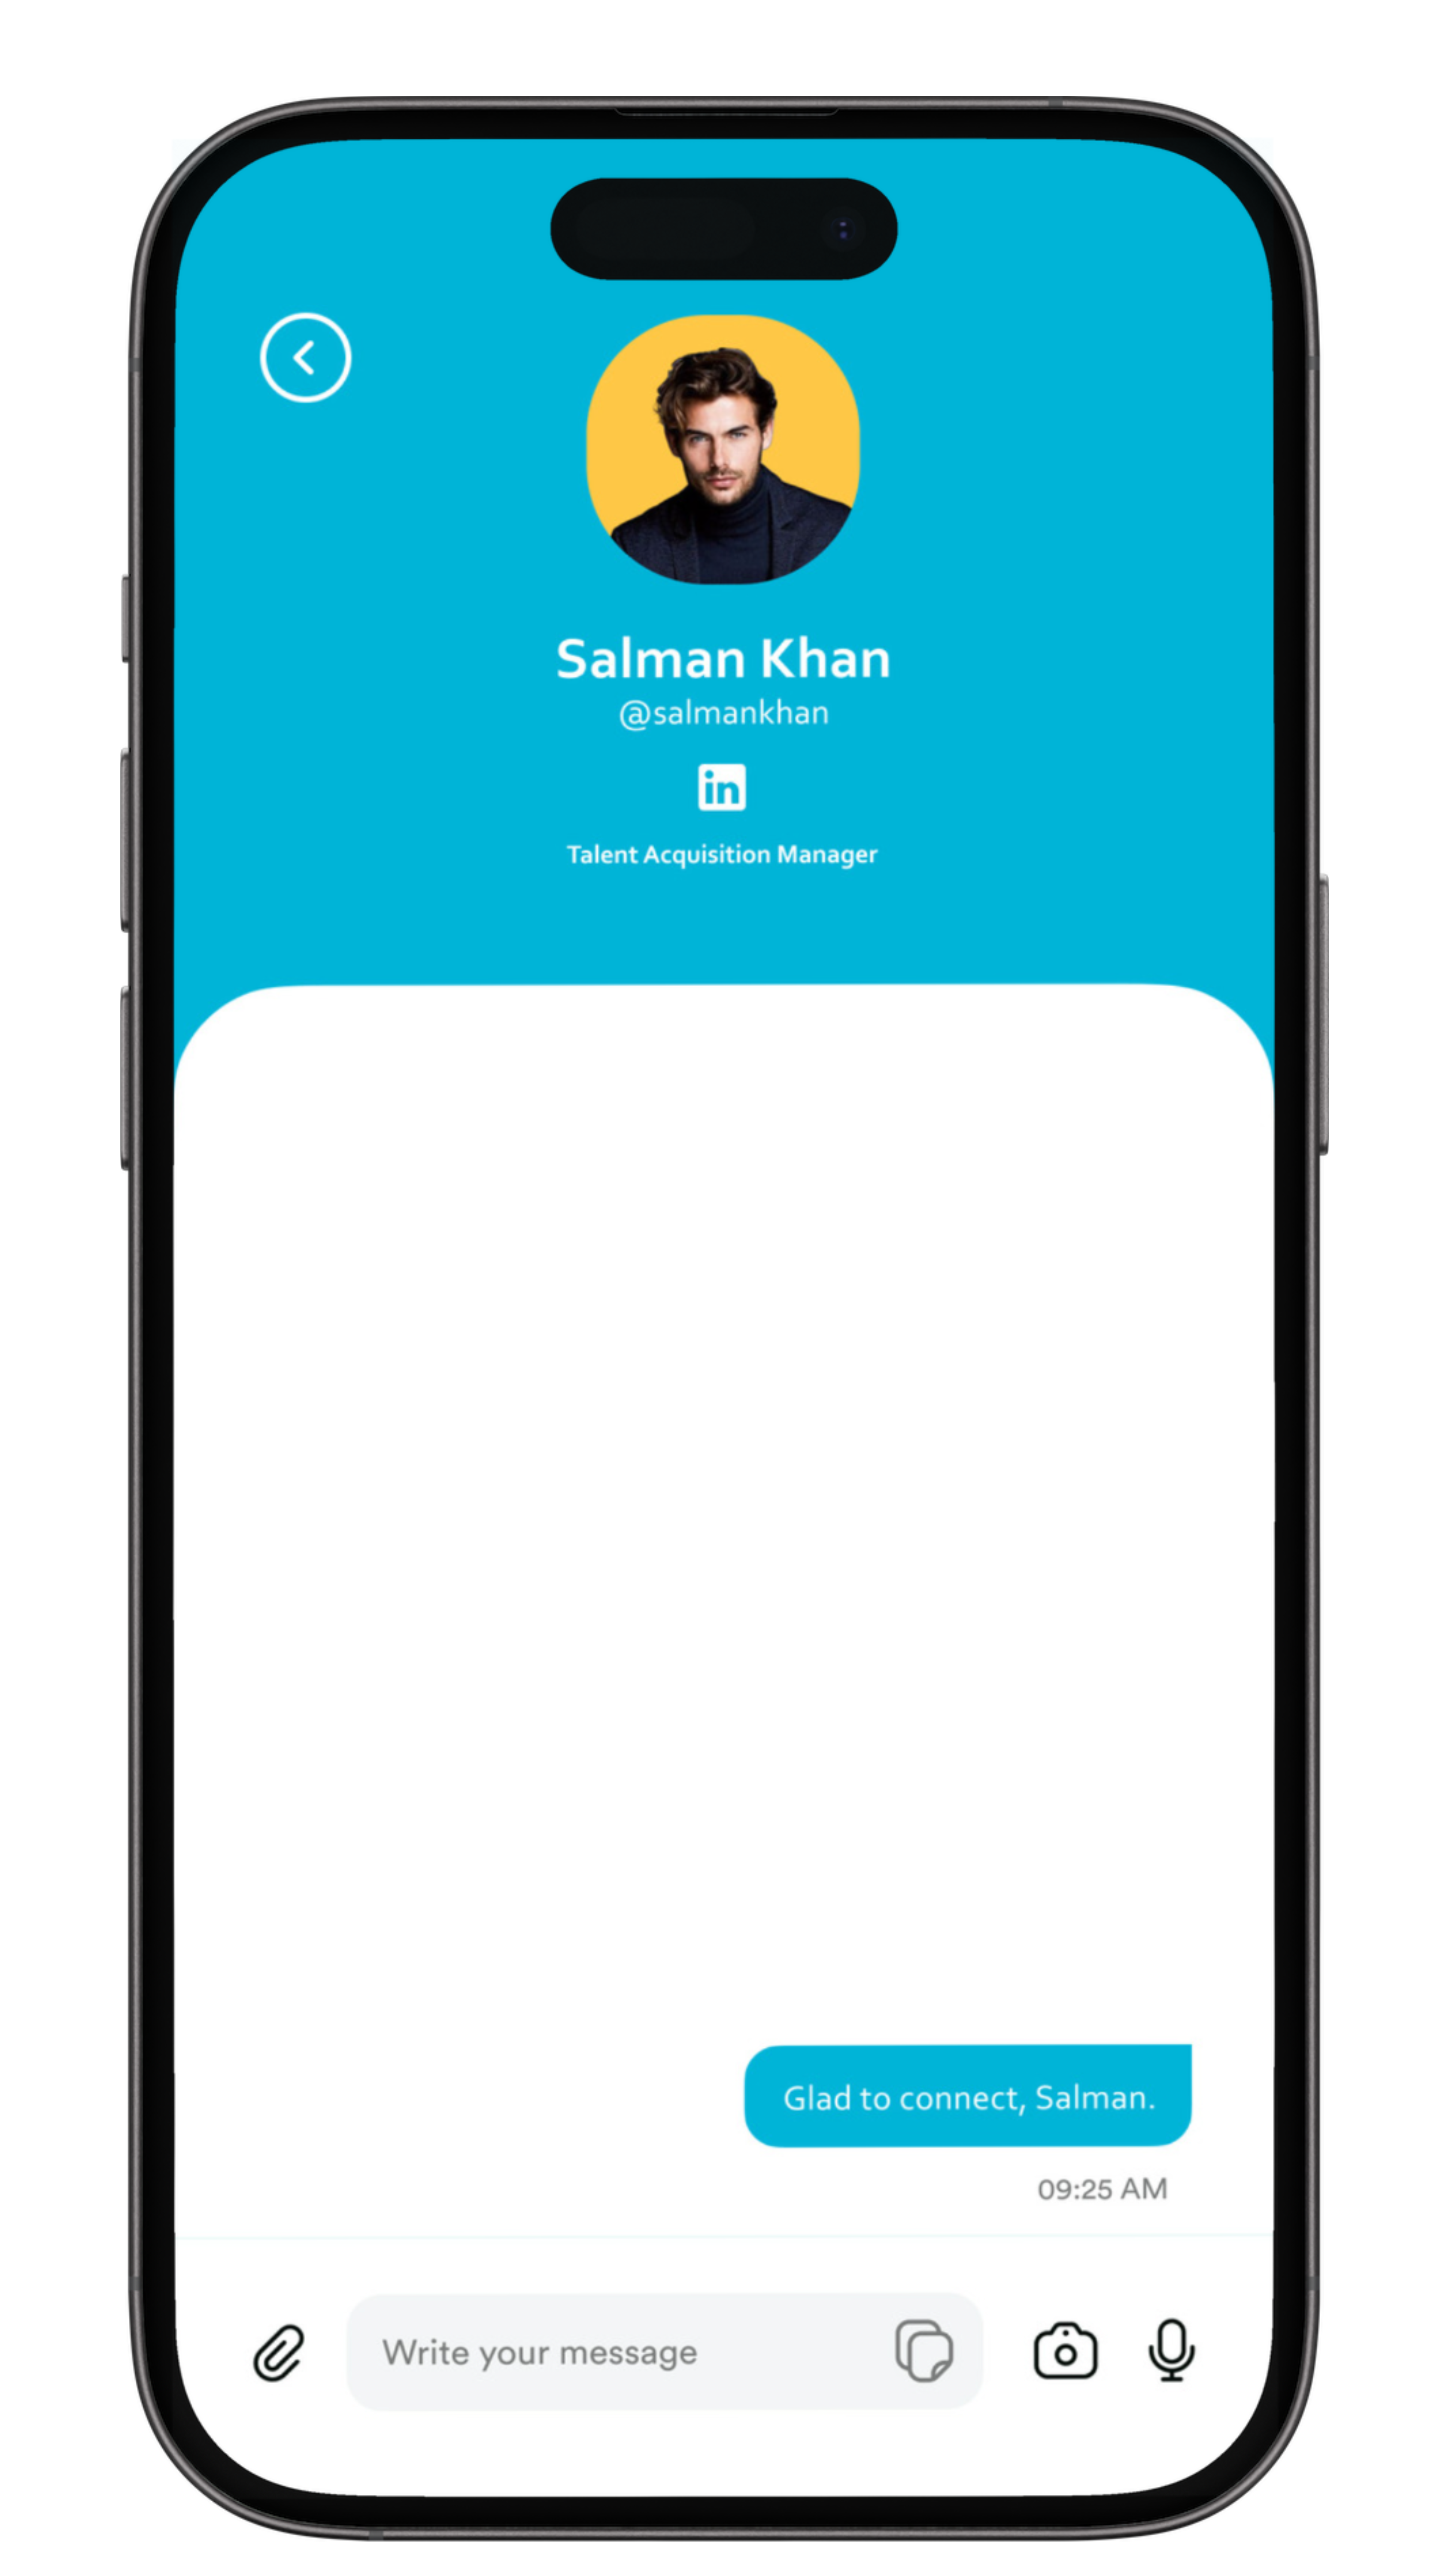 Salman Khan
@salmankhan
in
Talent Acquisition Manager
Glad to connect, Salman.
09:25 AM
Write your message